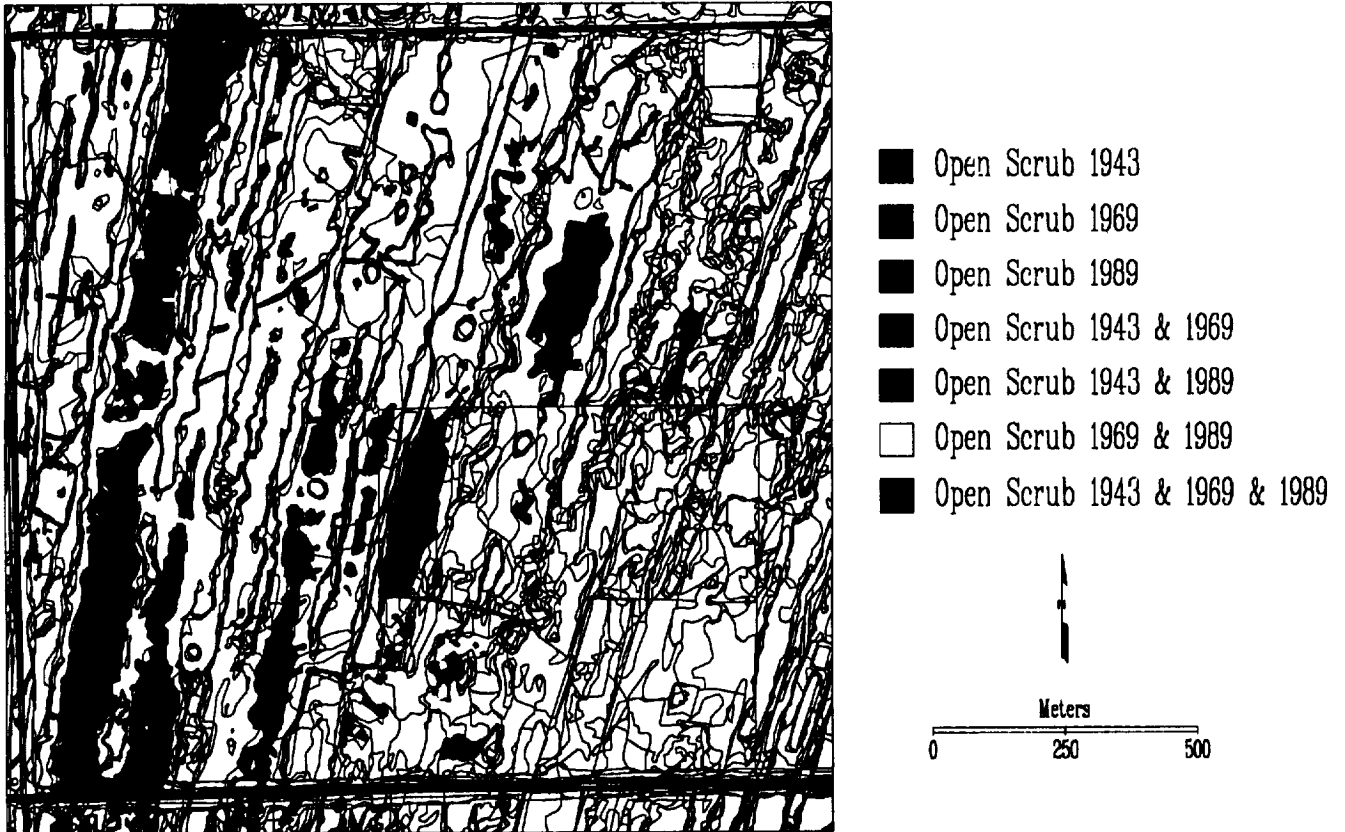 Open Scrub 1943
Open Scrub 1969
Open Scrub 1989
Open Scrub 1943 & 1969
Open Scrub 1943 & 1989
Open Scrub 1969 & 1989
Open Scrub 1943 & 1969 & 1989
Meters
0 250 500